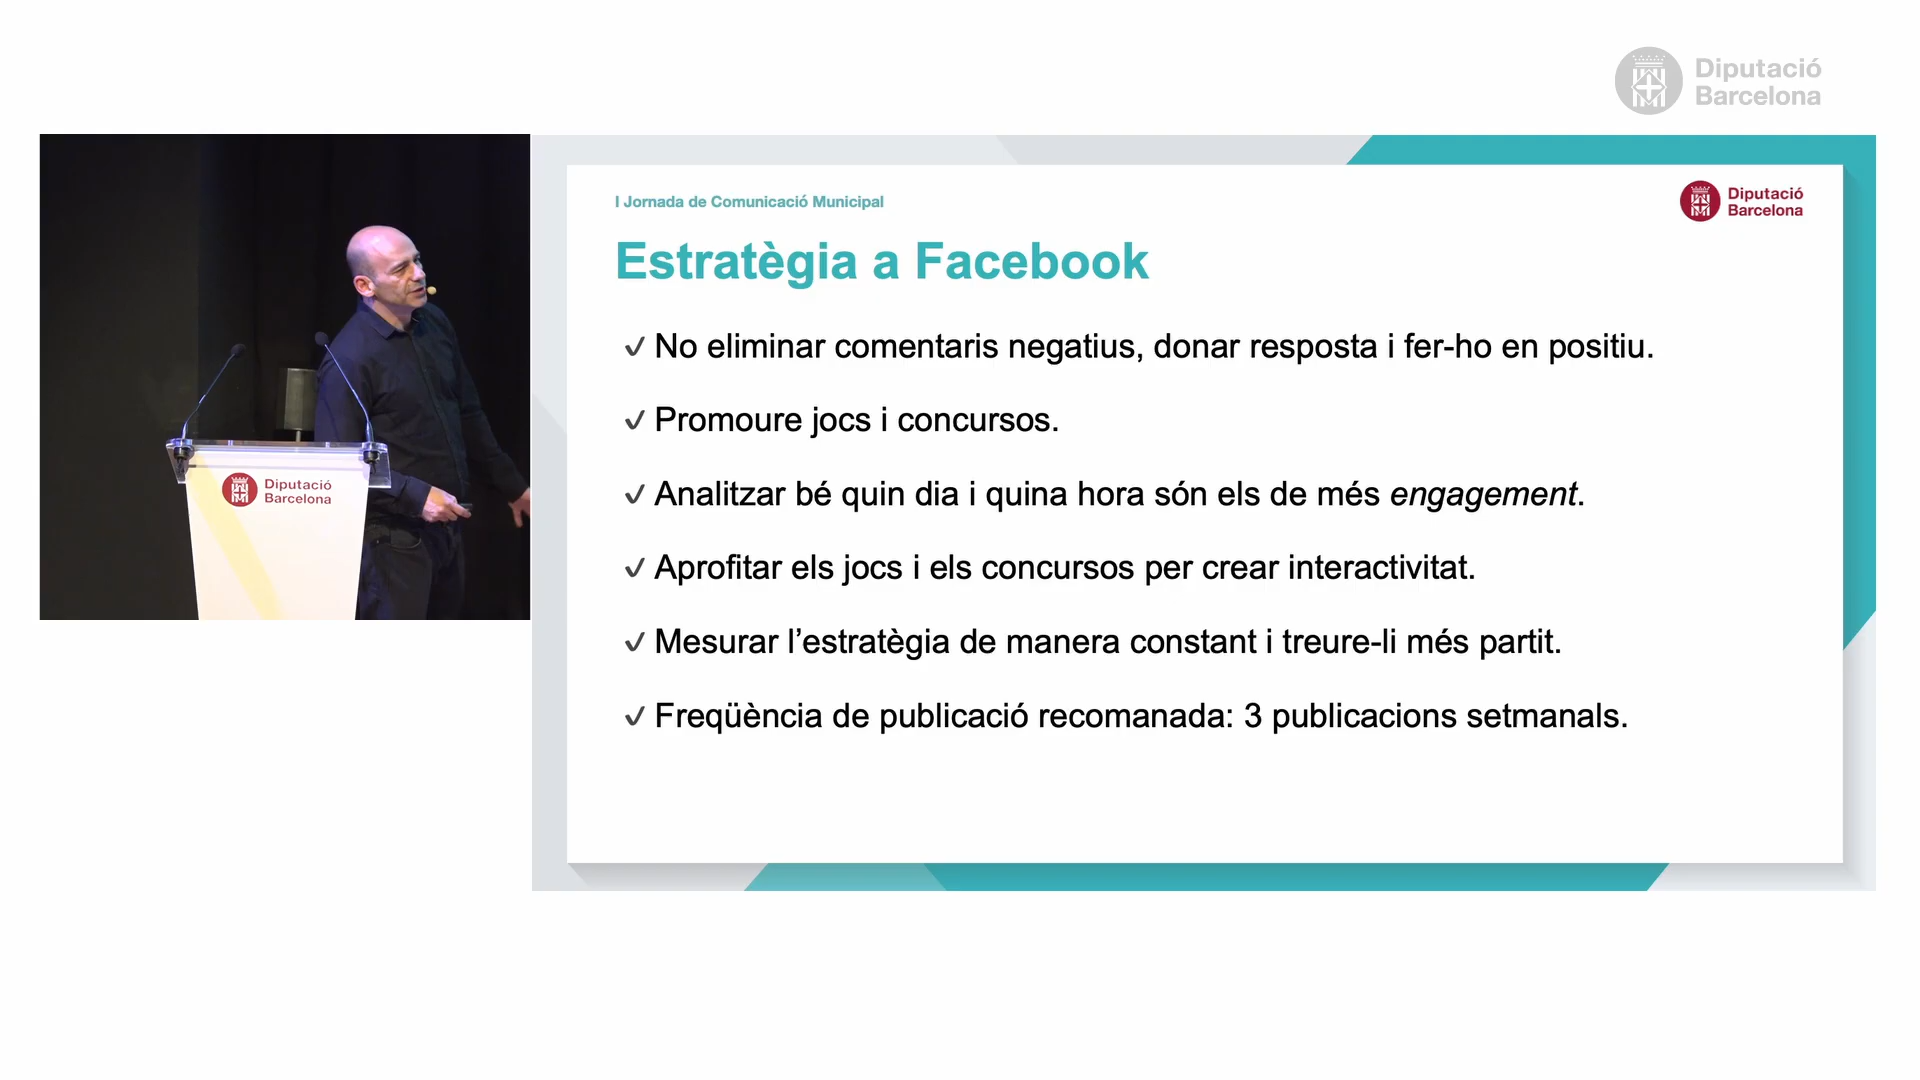 Diputació
Barcelona
I Jornada de Comunicació Municipal
Diputació
Barcelona
Estratègia a Facebook
✓ No eliminar comentaris negatius, donar resposta i fer-ho en positiu.
✓ Promoure jocs i concursos.
✓ Analitzar bé quin dia i quina hora són els de més engagement.
✓ Aprofitar els jocs i els concursos per crear interactivitat.
✓ Mesurar l’estratègia de manera constant i treure-li més partit.
✓ Freqüència de publicació recomanada: 3 publicacions setmanals.
Diputació
Barcelona